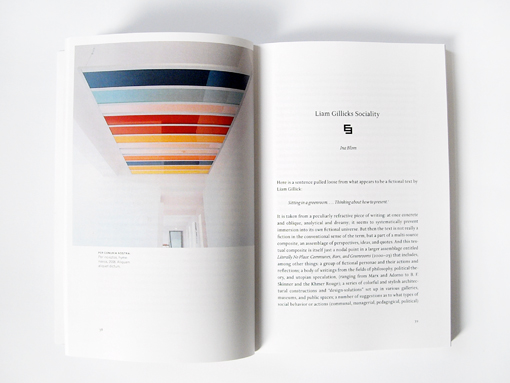 Liam Gillicks Sociality
Ina Blom
Here is a sentence pulled loose from what appears to be a fictional text by
Liam Gillick:
Sitting in a greenroom. . . Thinking about how to present.
It is taken from a peculiarly refractive piece of writing: at once concrete
and oblique, analytical and dreamy, it seems to systematically prevent
immersion into its own fictional universe. But then the text is not really a
fiction in the conventional sense of the term, but a part of a multi-source
composite, an assemblage of perspectives, ideas, and quotes. And this tex-
tual composite is itself just a nodal point in a larger assemblage entitled
Literally No Place: Communes, Bars, and Greenrooms that includes,
among other things: a group of fictional personae and their actions and
reflections; a body of writings from the fields of philosophy, political the-
ory, and utopian speculation, (ranging from Marx and Adorno to B. F.
Skinner and the Khmer Rouge); a series of colorful and stylish architec-
tural constructions and "design solutions" set up in various galleries,
museums, and public spaces; a number of suggestions as to what types of
social behavior or actions (communal, managerial, pedagogical, political)